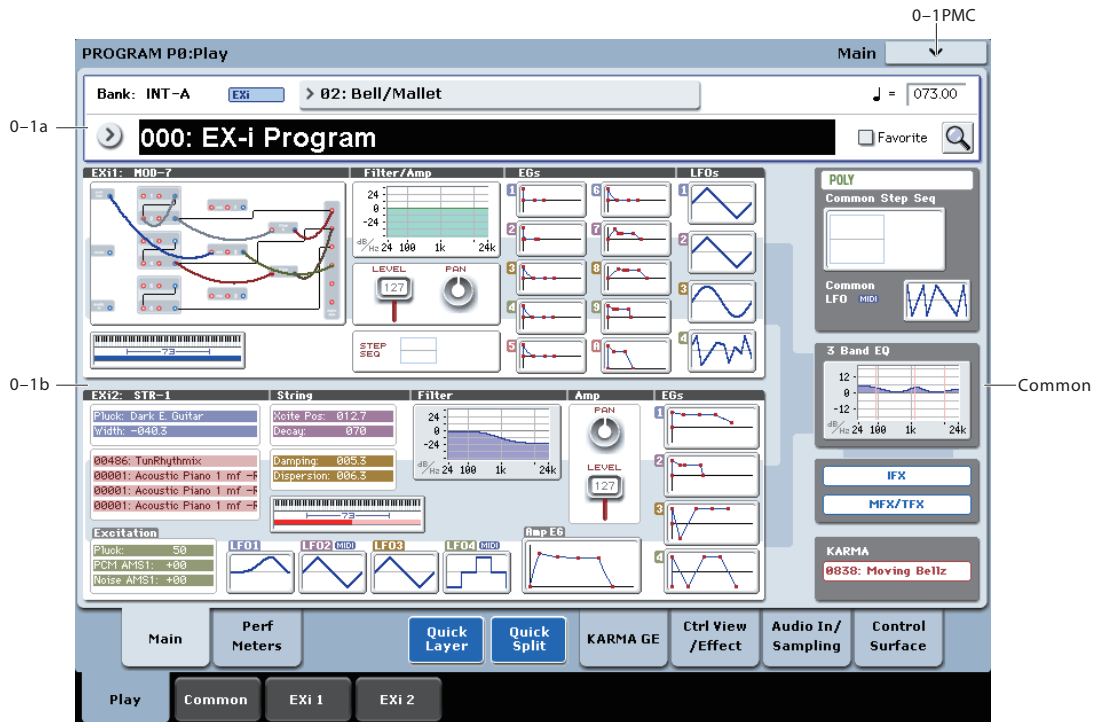 0–1PMC
PROGRAM P0:Play
Main
Bank: INT-A
EXi
> 02: Bell/Mallet
♩ = 073.00
0–1a
000: EX-i Program
Favorite
EXi1: MOD-7
Filter/Amp
EGs
LFOs
24
0
-24
dB/Hz 24 100 1k 24k
LEVEL
127
PAN
STEP SEQ
73
1
2
3
4
5
6
7
8
9
A
1
2
3
4
POLY
Common Step Seq
Common LFO MIDI
0–1b
3 Band EQ
12
0
-12
dB/Hz 24 100 1k 24k
Common
EXi2: STR-1
String
Filter
Amp
EGs
Pluck: Dark E. Guitar
Width: -040.3
Xcite Pos: 012.7
Decay: 070
24
0
-24
dB/Hz 24 100 1k 24k
PAN
LEVEL
127
00486: TunRhythmix
00001: Acoustic Piano 1 mf -R
00001: Acoustic Piano 1 mf -R
00001: Acoustic Piano 1 mf -R
Damping: 005.3
Dispersion: 006.3
73
1
2
3
4
Excitation
Pluck: 50
PCM AMS1: +00
Noise AMS1: +00
LFO1
LFO2 MIDI
LFO3
LFO4 MIDI
Amp EG
IFX
MFX/TFX
KARMA
0838: Moving Bellz
Main
Perf Meters
Quick Layer
Quick Split
KARMA GE
Ctrl View /Effect
Audio In/ Sampling
Control Surface
Play
Common
EXi 1
EXi 2